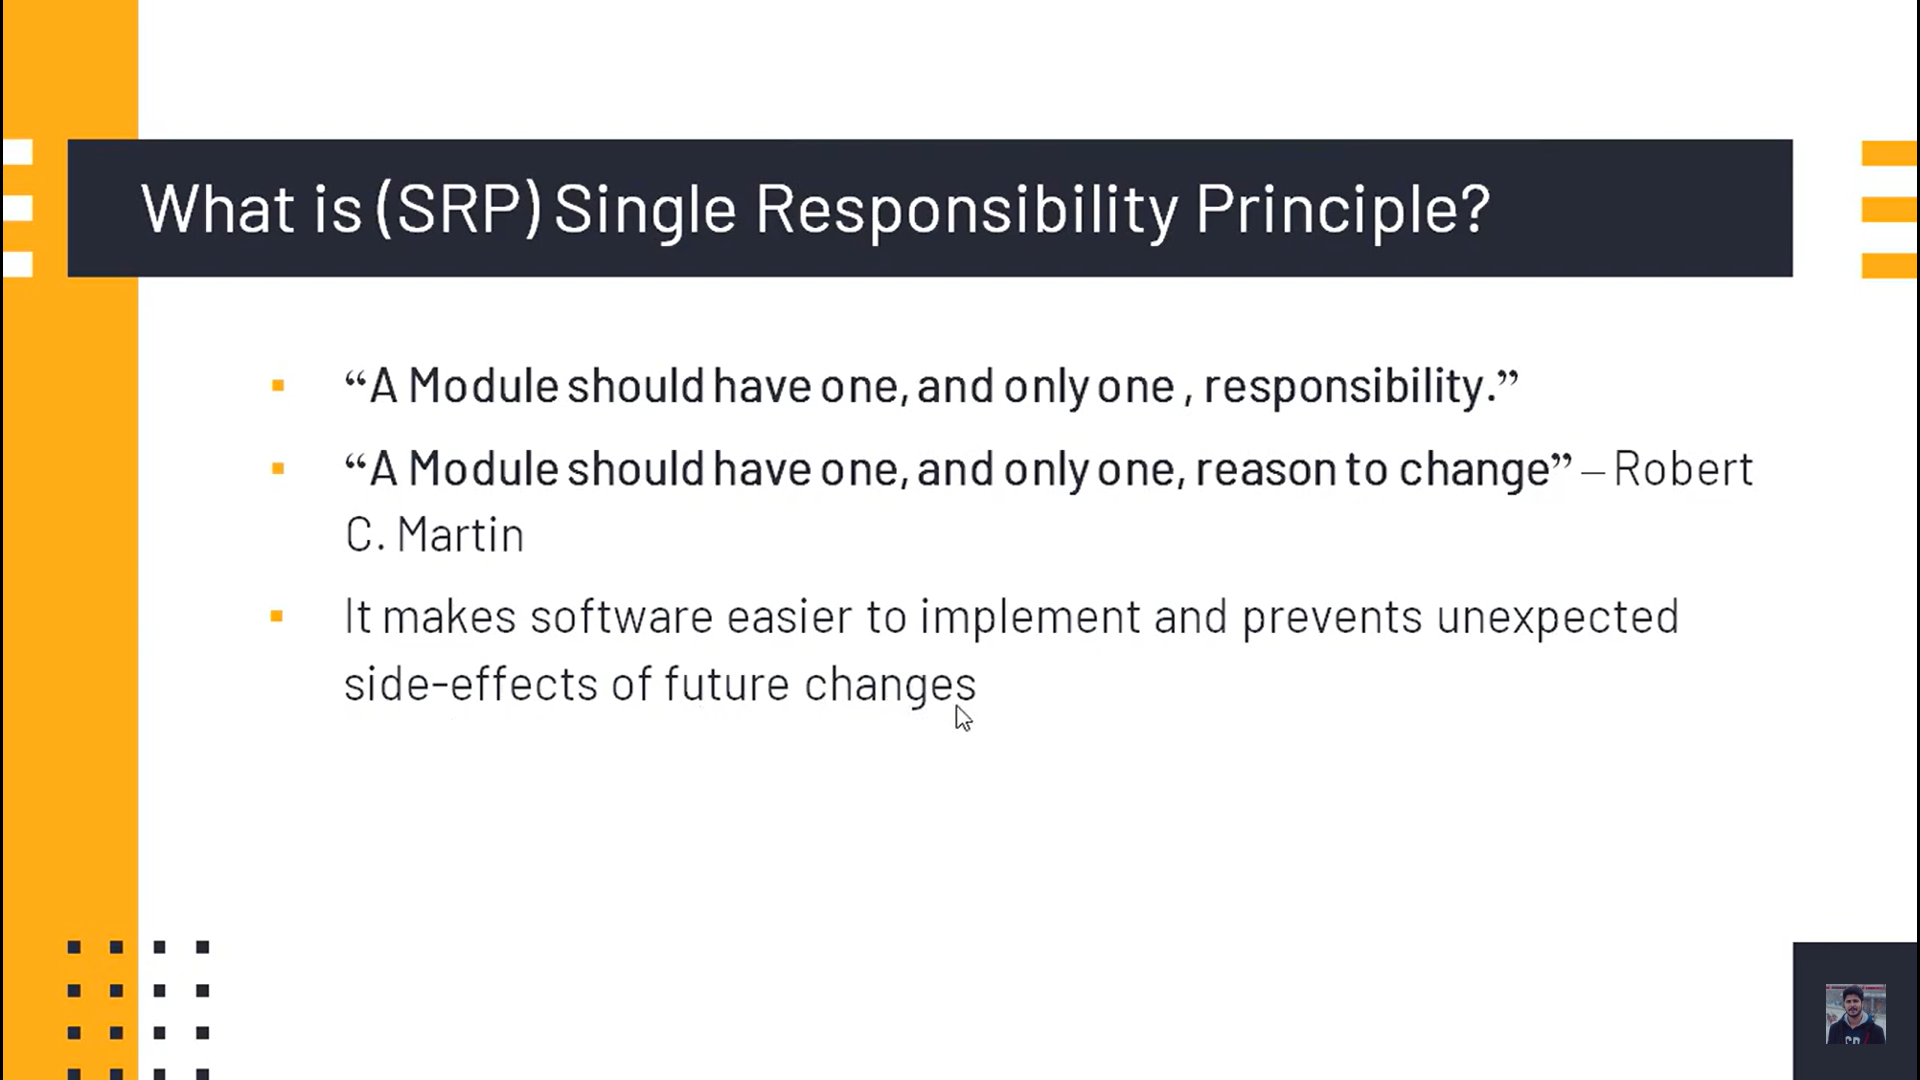 What is (SRP) Single Responsibility Principle?
“A Module should have one, and only one , responsibility.”
“A Module should have one, and only one, reason to change” – Robert
C. Martin
It makes software easier to implement and prevents unexpected
side-effects of future changes